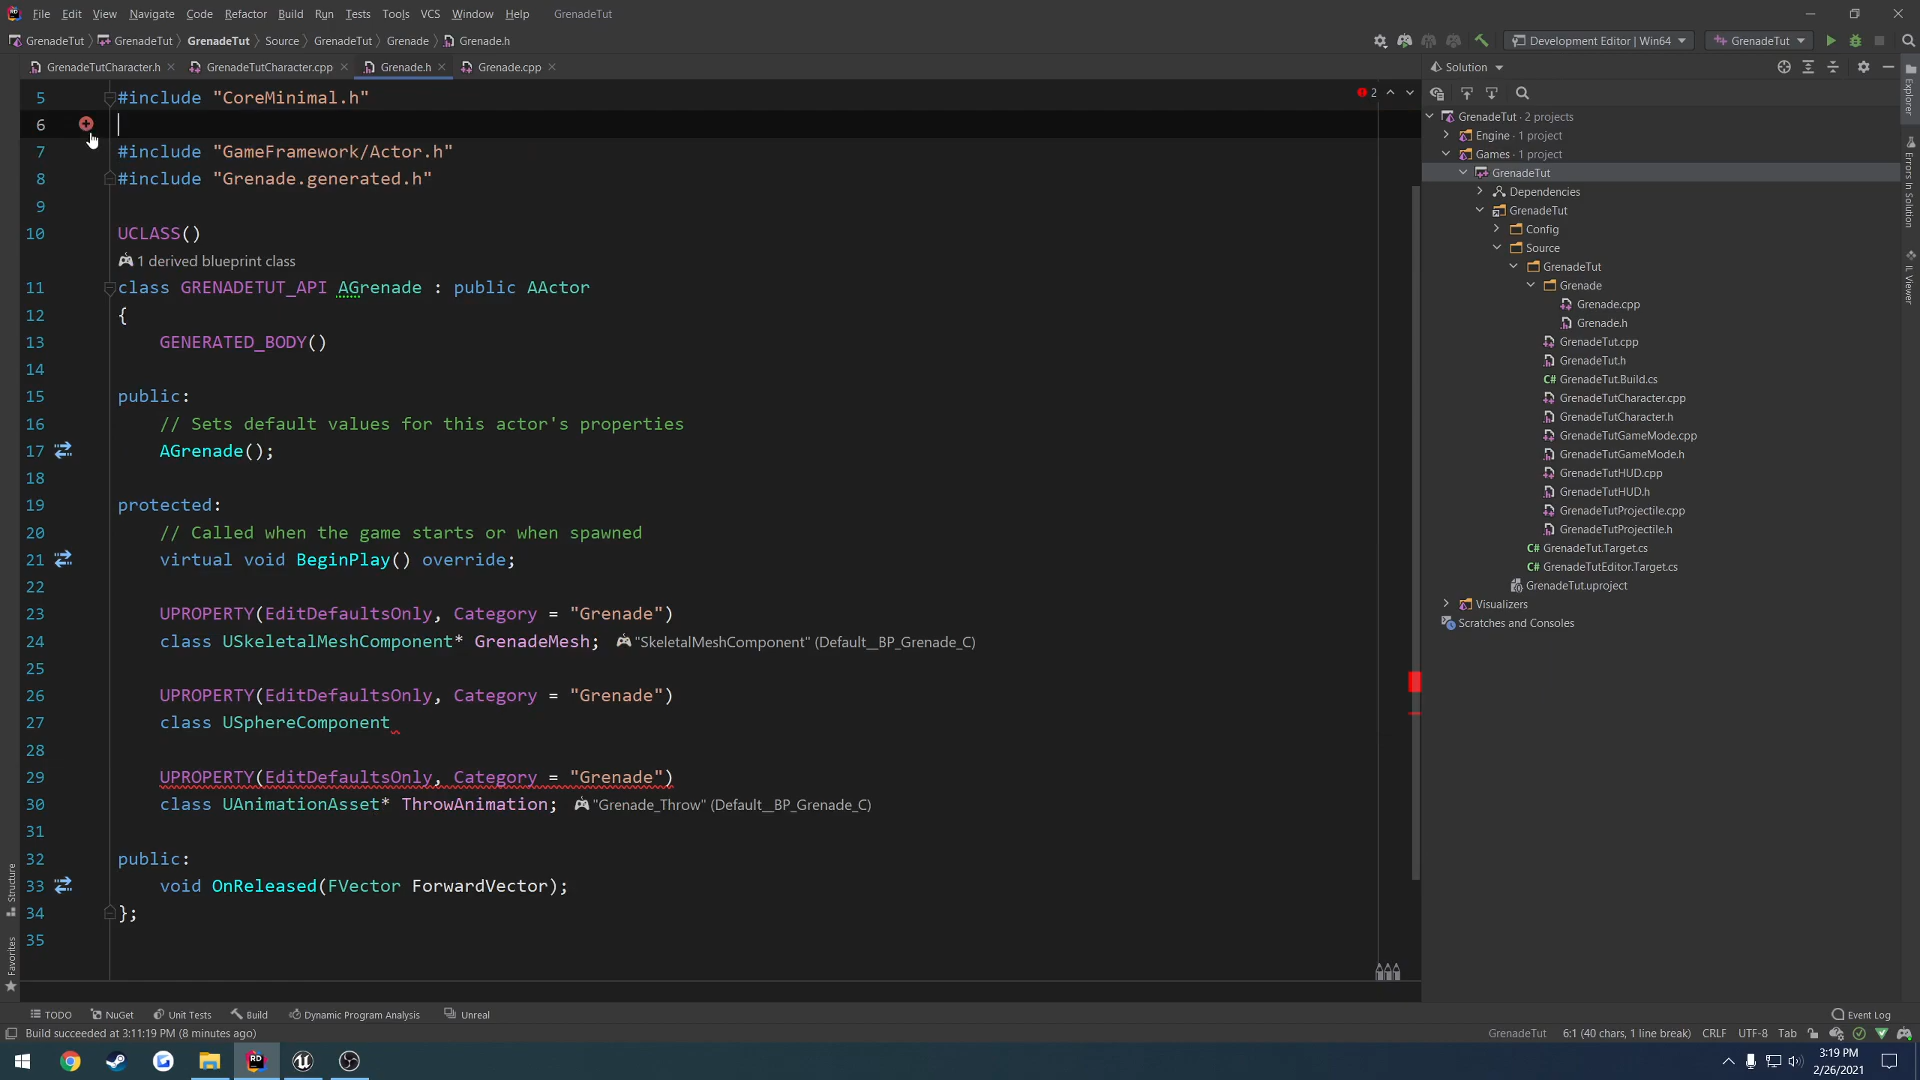 File Edit View Navigate Code Refactor Build Run Tests Tools VCS Window Help GrenadeTut
GrenadeTut GrenadeTut GrenadeTut Source GrenadeTut Grenade Grenade.h Development Editor | Win64 GrenadeTut
GrenadeTutCharacter.h GrenadeTutCharacter.cpp Grenade.h Grenade.cpp
5 #include "CoreMinimal.h"
2
6
7 #include "GameFramework/Actor.h"
8 #include "Grenade.generated.h"
9
10 UCLASS()
1 derived blueprint class
11 class GRENADETUT_API AGrenade : public AActor
12 {
13 GENERATED_BODY()
14
15 public:
16 // Sets default values for this actor's properties
17 AGrenade();
18
19 protected:
20 // Called when the game starts or when spawned
21 virtual void BeginPlay() override;
22
23 UPROPERTY(EditDefaultsOnly, Category = "Grenade")
24 class USkeletalMeshComponent* GrenadeMesh; "SkeletalMeshComponent" (Default__BP_Grenade_C)
25
26 UPROPERTY(EditDefaultsOnly, Category = "Grenade")
27 class USphereComponent
28
29 UPROPERTY(EditDefaultsOnly, Category = "Grenade")
30 class UAnimationAsset* ThrowAnimation; "Grenade_Throw" (Default__BP_Grenade_C)
31
32 public:
33 void OnReleased(FVector ForwardVector);
34 };
35
Solution
GrenadeTut · 2 projects
Engine · 1 project
Games · 1 project
GrenadeTut
Dependencies
GrenadeTut
Config
Source
GrenadeTut
Grenade
Grenade.cpp
Grenade.h
GrenadeTut.cpp
GrenadeTut.h
C# GrenadeTut.Build.cs
GrenadeTutCharacter.cpp
GrenadeTutCharacter.h
GrenadeTutGameMode.cpp
GrenadeTutGameMode.h
GrenadeTutHUD.cpp
GrenadeTutHUD.h
GrenadeTutProjectile.cpp
GrenadeTutProjectile.h
C# GrenadeTut.Target.cs
C# GrenadeTutEditor.Target.cs
GrenadeTut.uproject
Visualizers
Scratches and Consoles
Explorer
Errors In Solution
IL Viewer
Structure
Favorites
TODO NuGet Unit Tests Build Dynamic Program Analysis Unreal Event Log
Build succeeded at 3:11:19 PM (8 minutes ago) GrenadeTut 6:1 (40 chars, 1 line break) CRLF UTF-8 Tab
RD
3:19 PM
2/26/2021